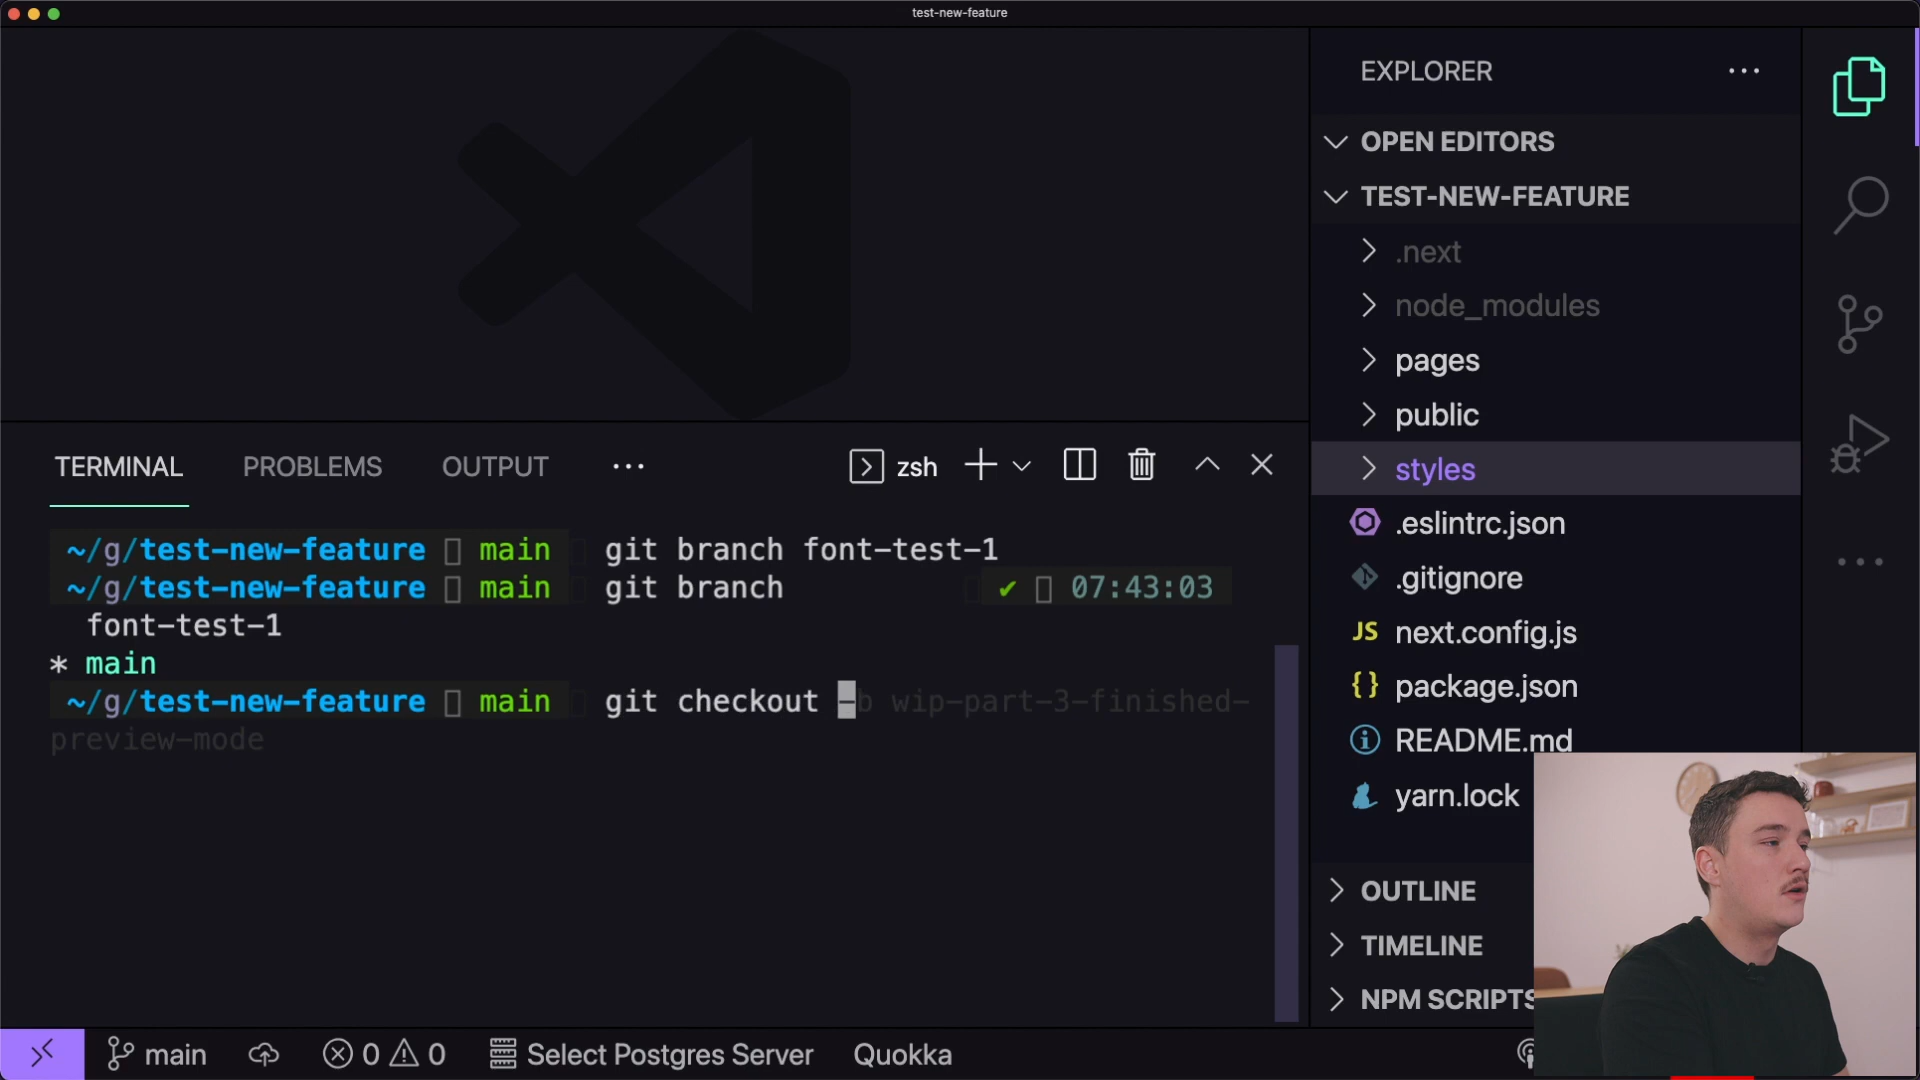 test-new-feature
EXPLORER
OPEN EDITORS
TEST-NEW-FEATURE
.next
node_modules
pages
public
styles
.eslintrc.json
.gitignore
JS next.config.js
{} package.json
README.md
yarn.lock
OUTLINE
TIMELINE
NPM SCRIPTS
TERMINAL PROBLEMS OUTPUT ··· zsh
~/g/test-new-feature main git branch font-test-1
~/g/test-new-feature main git branch ✔ 07:43:03
font-test-1
* main
~/g/test-new-feature main git checkout -b wip-part-3-finished-
preview-mode
main 0 0 Select Postgres Server Quokka